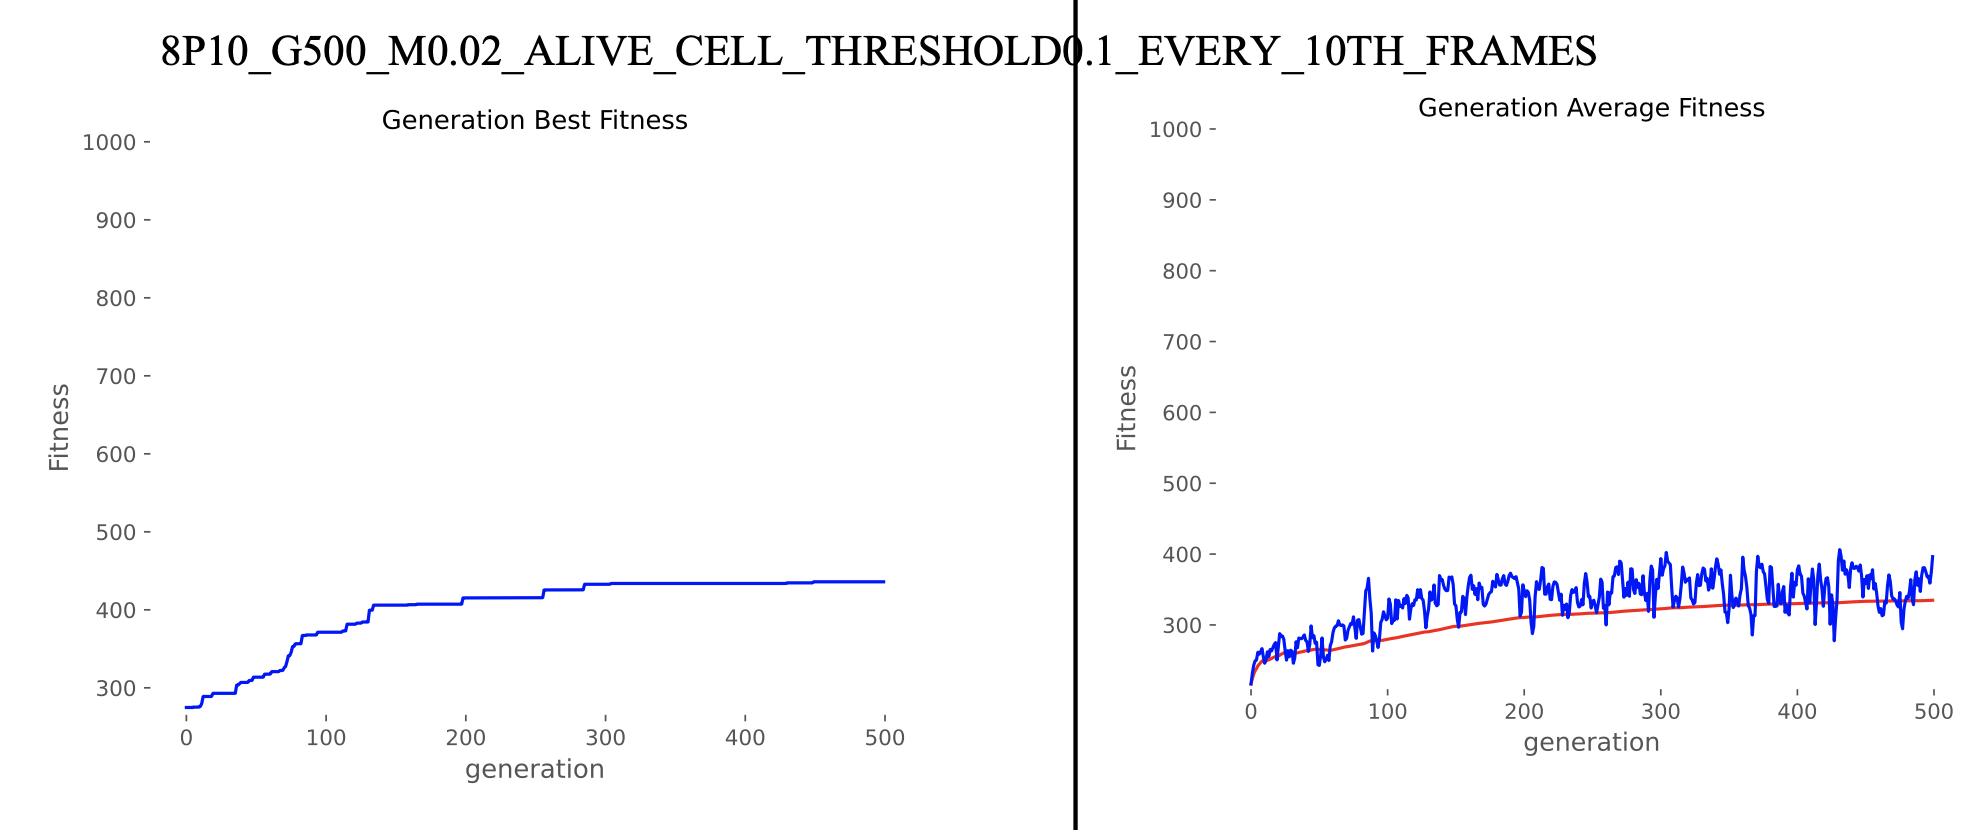 8P10_G500_M0.02_ALIVE_CELL_THRESHOLD0.1_EVERY_10TH_FRAMES
Generation Best Fitness
1000
900
800
700
600
500
400
300
Fitness
0 100 200 300 400 500
generation
Generation Average Fitness
1000
900
800
700
600
500
400
300
Fitness
0 100 200 300 400 500
generation